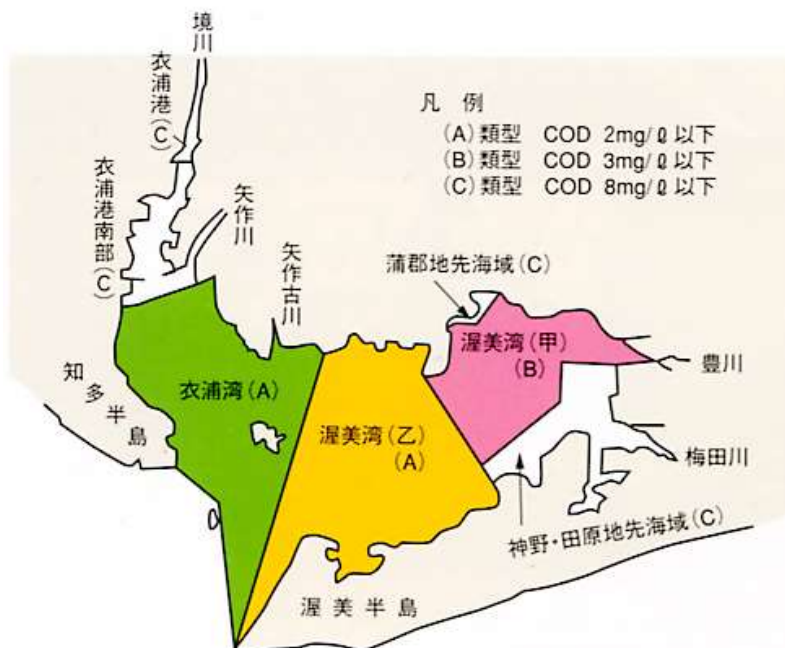 境川
衣浦港(C)
衣浦港南部(C)
矢作川
矢作古川
凡 例
(A)類型 COD 2mg/ℓ以下
(B)類型 COD 3mg/ℓ以下
(C)類型 COD 8mg/ℓ以下
蒲郡地先海域(C)
渥美湾(甲)
(B)
豊川
知多半島
衣浦湾(A)
渥美湾(乙)
(A)
梅田川
神野・田原地先海域(C)
渥美半島